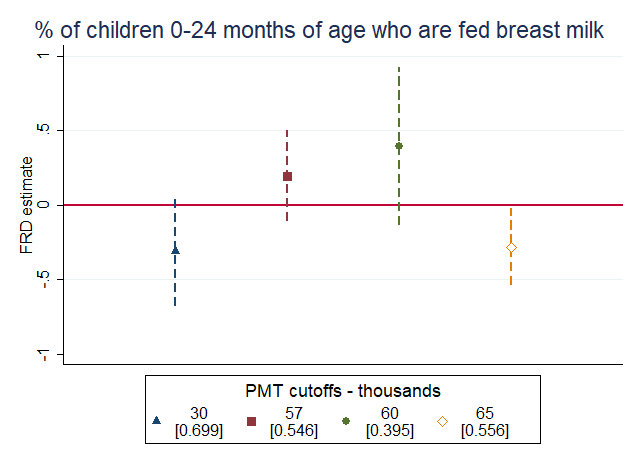 % of children 0-24 months of age who are fed breast milk
1
.5
0
-.5
-1
FRD estimate
PMT cutoffs - thousands
30 57 60 65
[0.699] [0.546] [0.395] [0.556]